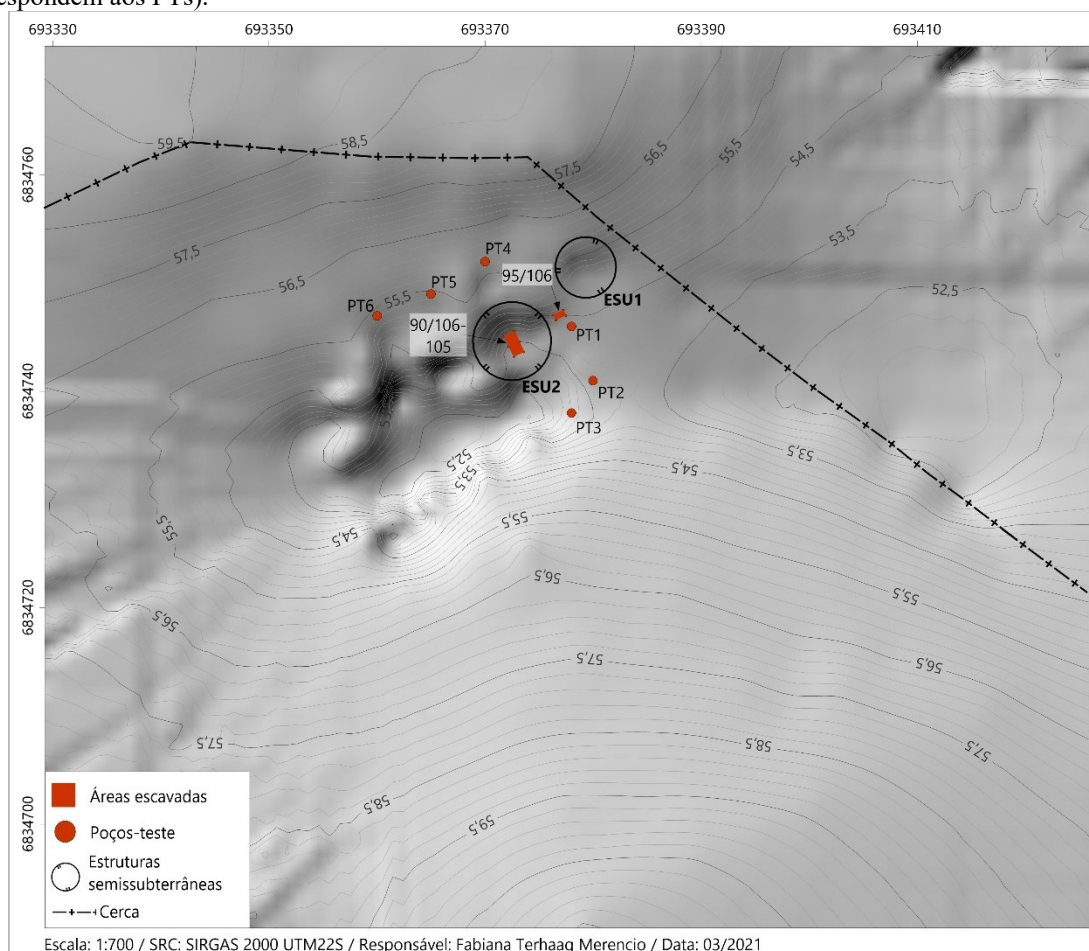 espondem aos PTs).
693330 693350 693370 693390 693410
6834760
6834740
6834720
6834700
59,5 58,5 57,5 56,5 55,5 54,5
57,5 56,5 55,5 53,5 52,5
PT4
PT5
PT6
95/106
ESU1
90/106-
105
PT1
ESU2
PT2
PT3
52,5
53,5
54,5 53,5
55,5 54,5 55,5
56,5 55,5
56,5 57,5 56,5
57,5 58,5 57,5
58,5 59,5
Áreas escavadas
Poços-teste
Estruturas
semissubterrâneas
Cerca
Escala: 1:700 / SRC: SIRGAS 2000 UTM22S / Responsável: Fabiana Terhaag Merencio / Data: 03/2021